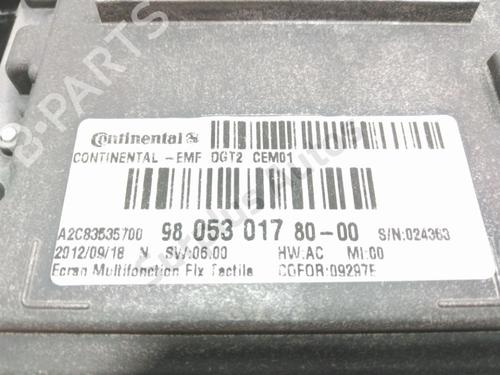 Continental
CONTINENTAL -EMF DGT2 CEM01
A2C83535700 98 053 017 80-00 S/N:024363
2012/09/18 N SW:06.00 HW:AC MI:00
Ecran Multifonction Fix Tactile CGFOR:09297E
B-PARTS